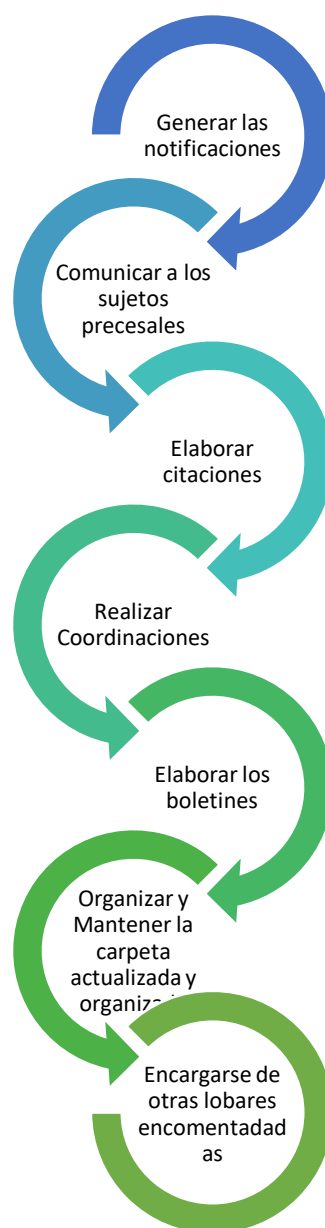 Generar las
notificaciones
Comunicar a los
sujetos
precesales
Elaborar
citaciones
Realizar
Coordinaciones
Elaborar los
boletines
Organizar y
Mantener la
carpeta
actualizada y
Encargarse de
otras lobares
encomentadad
as